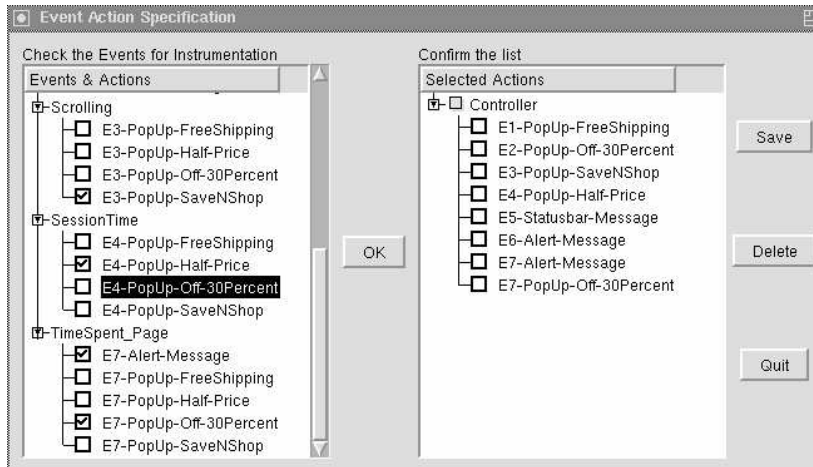 Event Action Specification
Check the Events for Instrumentation
Events & Actions
Scrolling
E3-PopUp-FreeShipping
E3-PopUp-Half-Price
E3-PopUp-Off-30Percent
E3-PopUp-SaveNShop
SessionTime
E4-PopUp-FreeShipping
E4-PopUp-Half-Price
E4-PopUp-Off-30Percent
E4-PopUp-SaveNShop
TimeSpent_Page
E7-Alert-Message
E7-PopUp-FreeShipping
E7-PopUp-Half-Price
E7-PopUp-Off-30Percent
E7-PopUp-SaveNShop
OK
Confirm the list
Selected Actions
Controller
E1-PopUp-FreeShipping
E2-PopUp-Off-30Percent
E3-PopUp-SaveNShop
E4-PopUp-Half-Price
E5-Statusbar-Message
E6-Alert-Message
E7-Alert-Message
E7-PopUp-Off-30Percent
Save
Delete
Quit